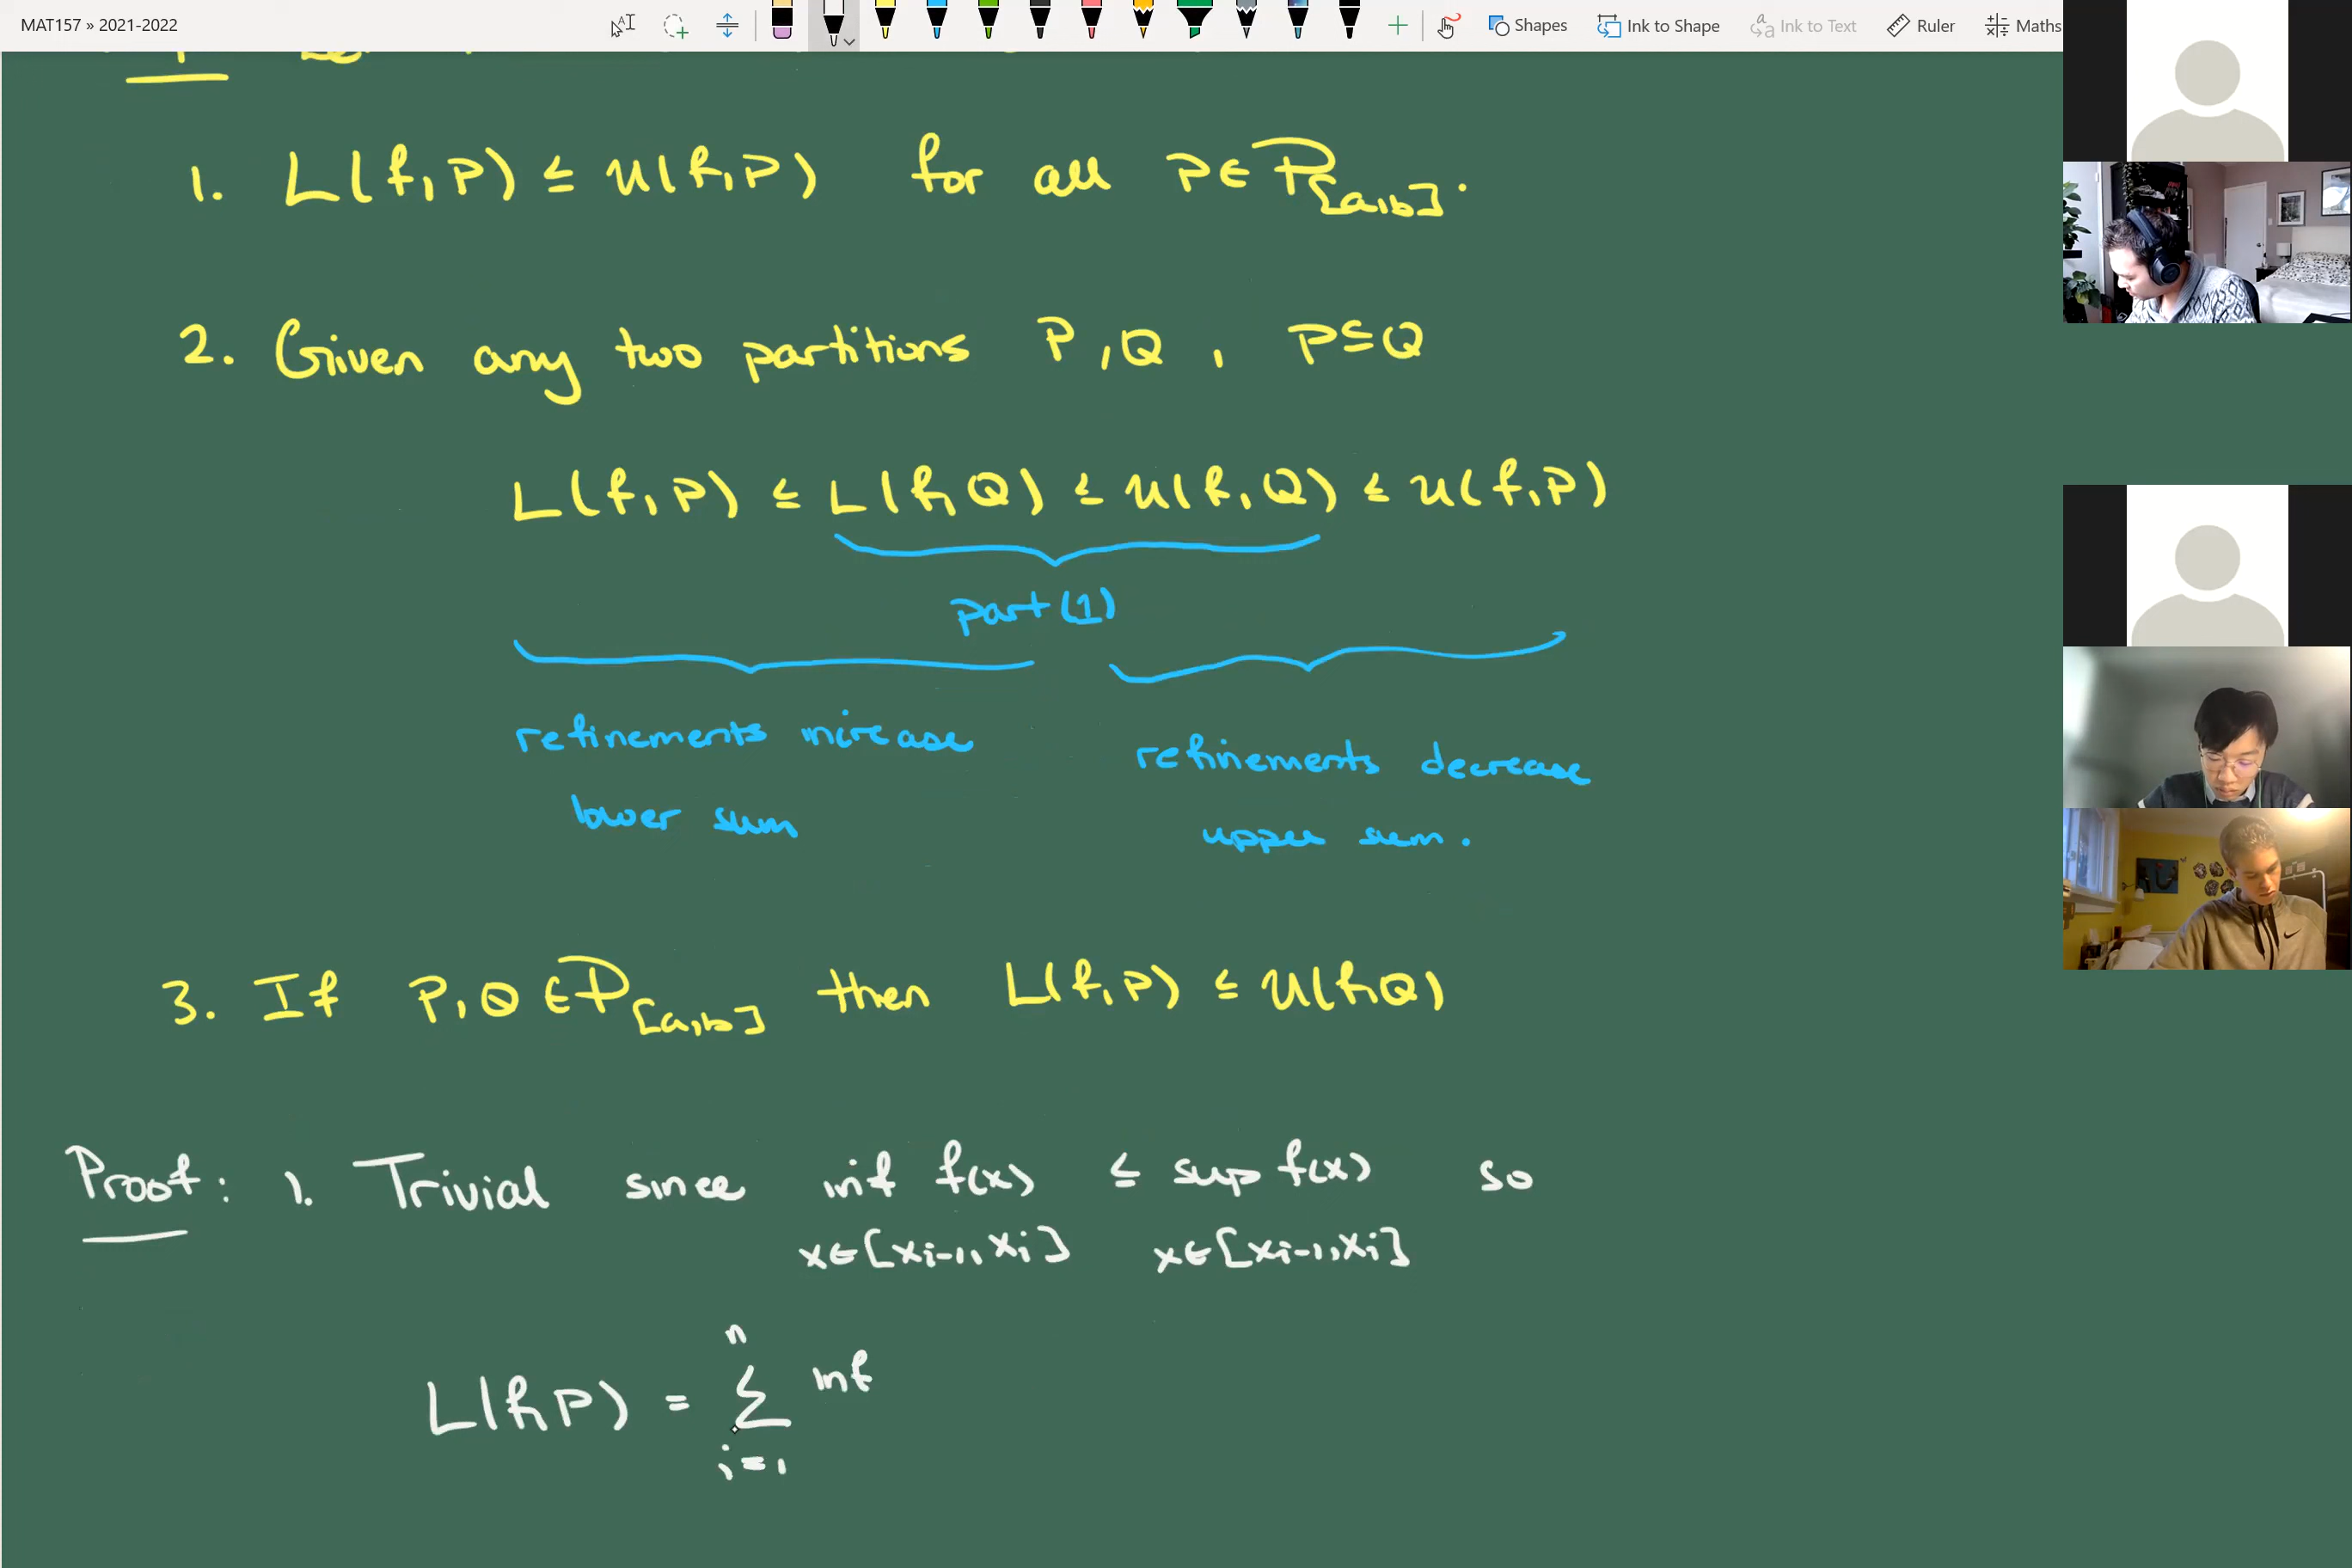 MAT157 » 2021-2022
Shapes Ink to Shape Ink to Text Ruler Maths
1. L(f,P) ≤ U(f,P) for all P∈𝒫[a,b].
2. Given any two partitions P,Q, P⊆Q
L(f,P) ≤ L(f,Q) ≤ U(f,Q) ≤ U(f,P)
part (1)
refinements increase
lower sum
refinements decrease
upper sum.
3. If P,Q ∈ 𝒫[a,b] then L(f,P) ≤ U(f,Q)
Proof: 1. Trivial since inf f(x) ≤ sup f(x) so
x∈[xi-1,xi] x∈[xi-1,xi]
n
L(f,P) = Σ inf
i=1